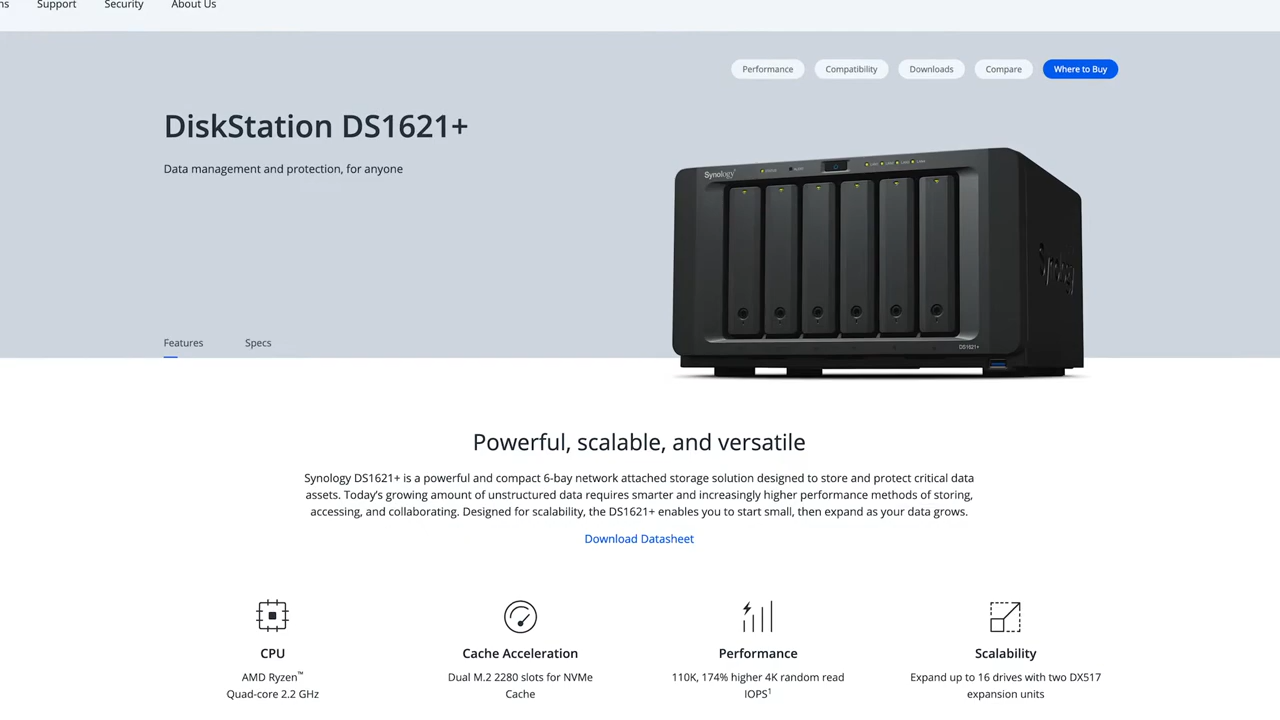 Support Security About Us
Performance Compatibility Downloads Compare Where to Buy
DiskStation DS1621+
Data management and protection, for anyone
Synology
DS1621+
Features Specs
Powerful, scalable, and versatile
Synology DS1621+ is a powerful and compact 6-bay network attached storage solution designed to store and protect critical data
assets. Today’s growing amount of unstructured data requires smarter and increasingly higher performance methods of storing,
accessing, and collaborating. Designed for scalability, the DS1621+ enables you to start small, then expand as your data grows.
Download Datasheet
CPU
AMD Ryzen™
Quad-core 2.2 GHz
Cache Acceleration
Dual M.2 2280 slots for NVMe
Cache
Performance
110K, 174% higher 4K random read
IOPS1
Scalability
Expand up to 16 drives with two DX517
expansion units